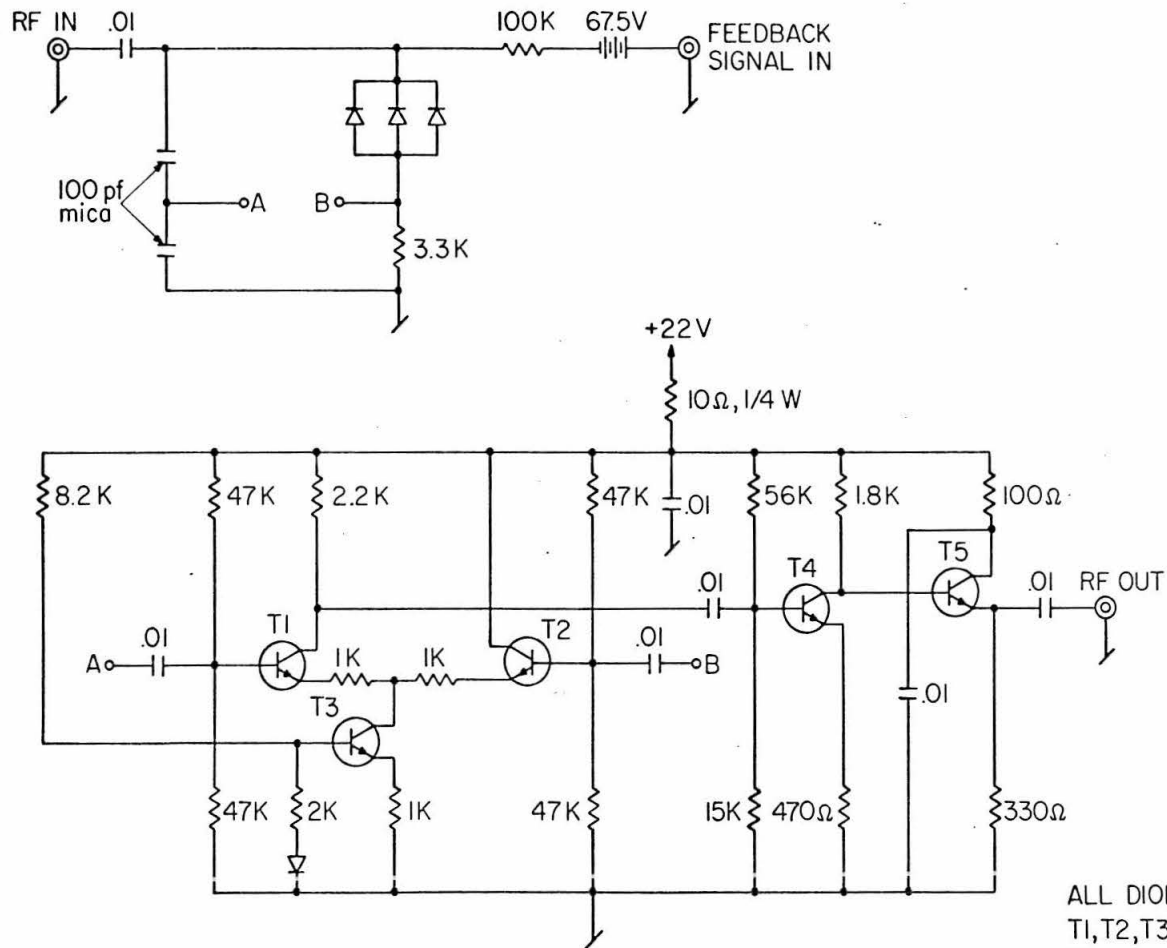 RF IN
.01
100K
67.5V
FEEDBACK
SIGNAL IN
100 pf
mica
A
B
3.3K
+22V
10Ω, 1/4 W
8.2K
47K
2.2K
47K
.01
56K
1.8K
100Ω
T1
T2
T3
T4
T5
.01
.01
.01
.01
RF OUT
A
1K
1K
B
.01
47K
2K
1K
47K
15K
470Ω
330Ω
ALL DIO
T1,T2,T3